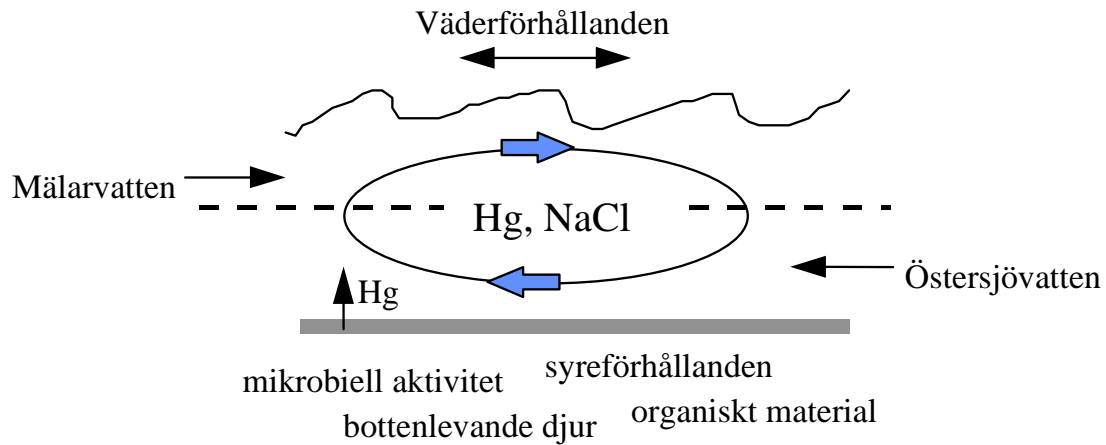 Väderförhållanden
Mälarvatten
Hg, NaCl
Östersjövatten
Hg
mikrobiell aktivitet
syreförhållanden
bottenlevande djur
organiskt material